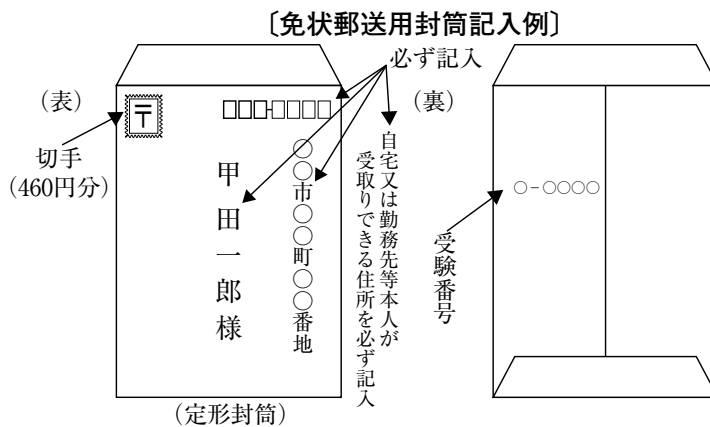 〔免状郵送用封筒記入例〕
必ず記入
(表)
〒
□□□-□□□□
切手
(460円分)
○○市○○町○○番地
甲田一郎様
自宅又は勤務先等本人が
受取りできる住所を必ず記入
(定形封筒)
(裏)
○-○○○○
受験番号